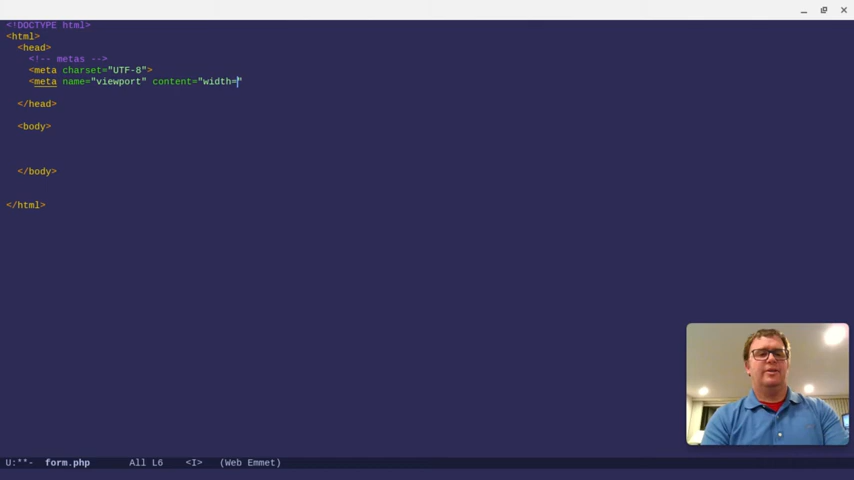 <!DOCTYPE html>
<html>
<head>
<!-- metas -->
<meta charset="UTF-8">
<meta name="viewport" content="width="
</head>
<body>
</body>
</html>
U:**- form.php All L6 <I> (Web Emmet)